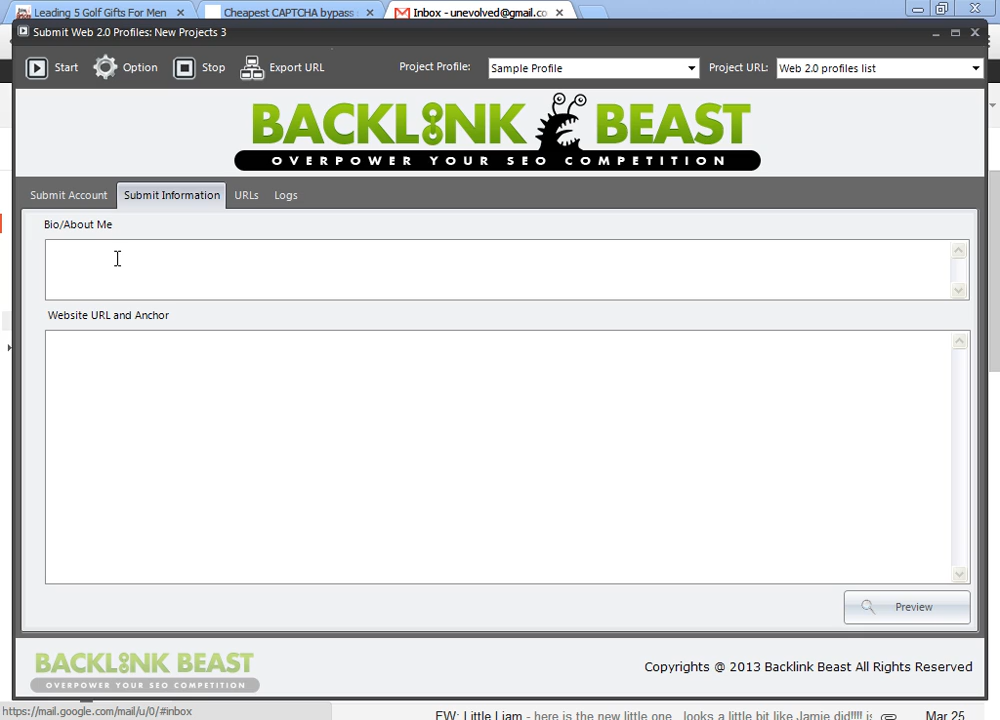 Leading 5 Golf Gifts For Men
Cheapest CAPTCHA bypass
Inbox - unevolved@gmail.co
Submit Web 2.0 Profiles: New Projects 3
Start Option Stop Export URL Project Profile: Sample Profile Project URL: Web 2.0 profiles list
BACKLINK BEAST
OVERPOWER YOUR SEO COMPETITION
Submit Account Submit Information URLs Logs
Bio/About Me
Website URL and Anchor
Preview
BACKLINK BEAST
OVERPOWER YOUR SEO COMPETITION
Copyrights @ 2013 Backlink Beast All Rights Reserved
https://mail.google.com/mail/u/0/#inbox
FW: Little Liam - here is the new little one looks a little bit like Jamie did!!!! is
Mar 25